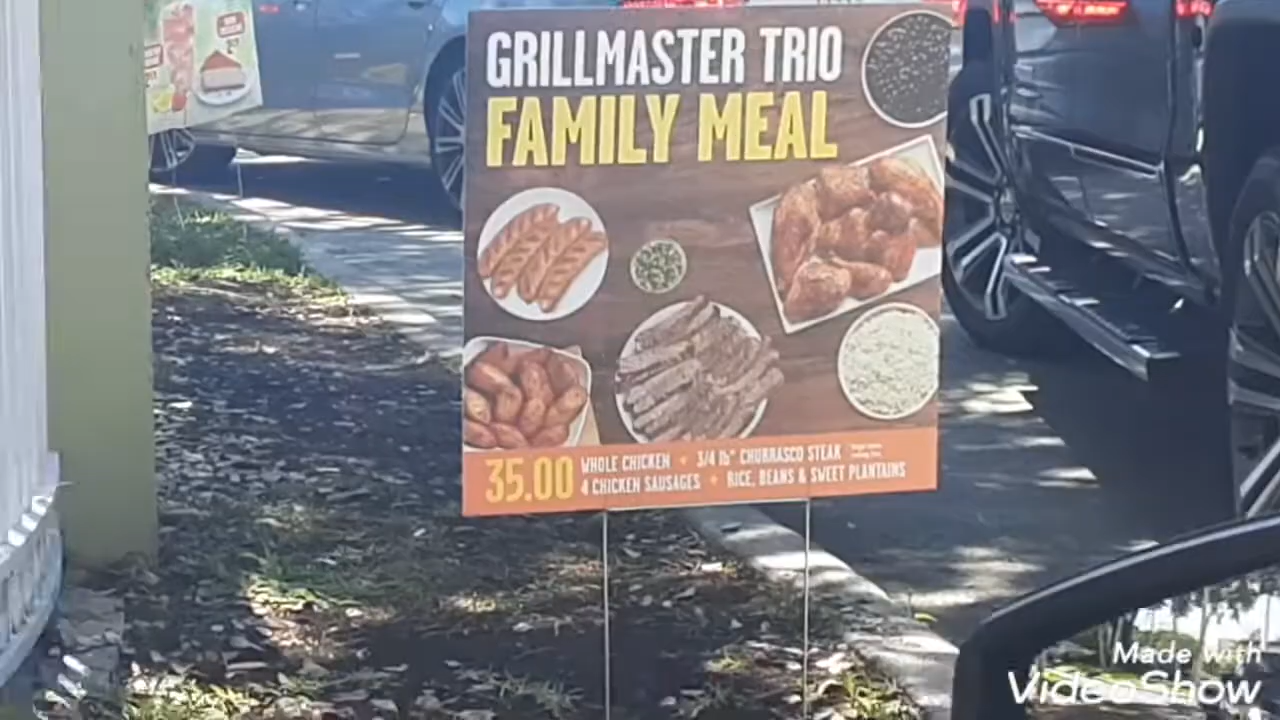 GRILLMASTER TRIO
FAMILY MEAL
35.00
WHOLE CHICKEN + 3/4 lb* CHURRASCO STEAK
4 CHICKEN SAUSAGES + RICE, BEANS & SWEET PLANTAINS
Made with
VideoShow